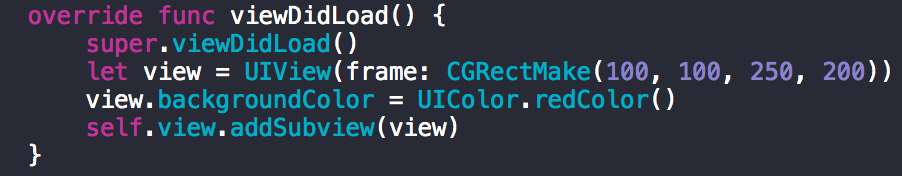 override func viewDidLoad() {
    super.viewDidLoad()
    let view = UIView(frame: CGRectMake(100, 100, 250, 200))
    view.backgroundColor = UIColor.redColor()
    self.view.addSubview(view)
}